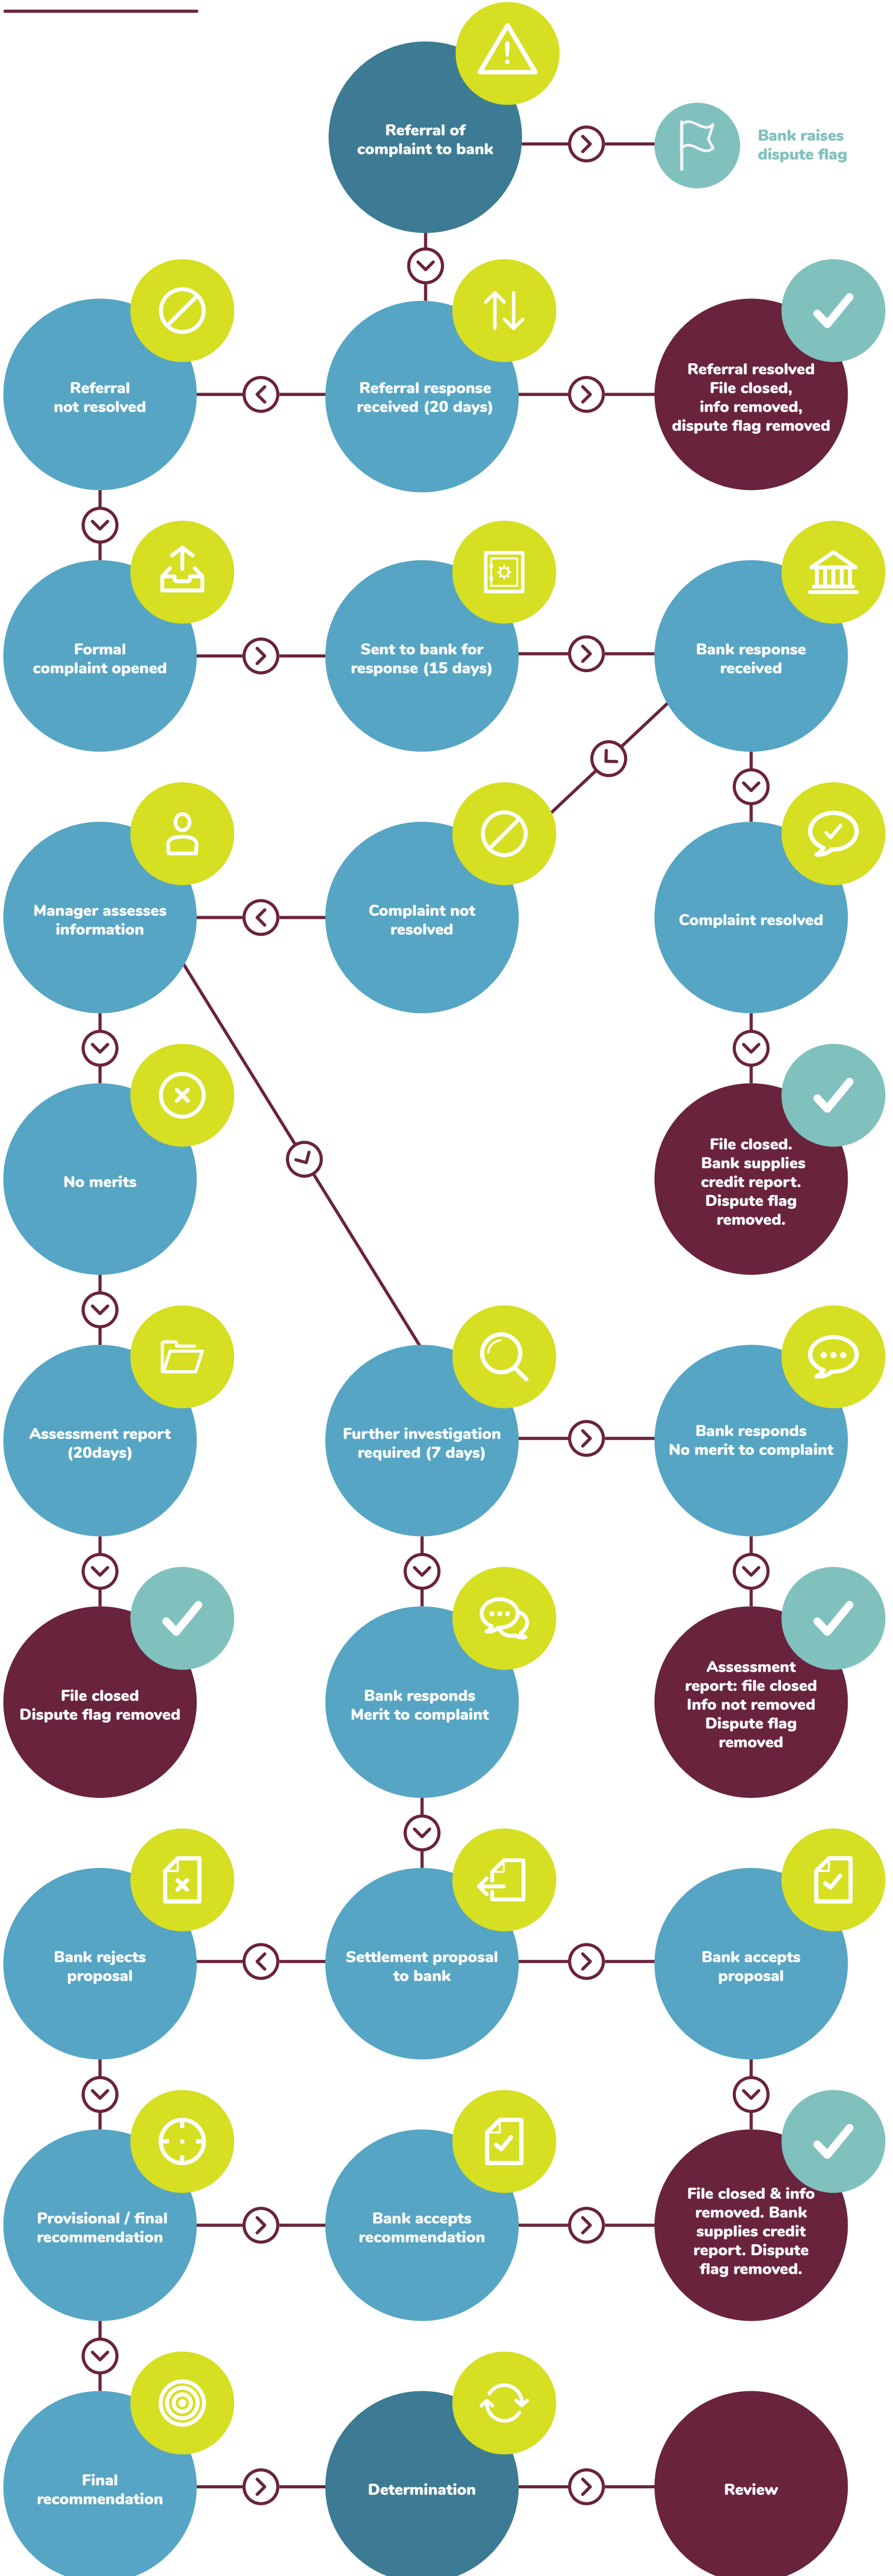 Referral of
complaint to bank
Bank raises
dispute flag
Referral
not resolved
Referral response
received (20 days)
Referral resolved
File closed,
info removed,
dispute flag removed
Formal
complaint opened
Sent to bank for
response (15 days)
Bank response
received
Manager assesses
information
Complaint not
resolved
Complaint resolved
No merits
File closed.
Bank supplies
credit report.
Dispute flag
removed.
Assessment report
(20days)
Further investigation
required (7 days)
Bank responds
No merit to complaint
File closed
Dispute flag removed
Bank responds
Merit to complaint
Assessment
report: file closed
Info not removed
Dispute flag
removed
Bank rejects
proposal
Settlement proposal
to bank
Bank accepts
proposal
Provisional / final
recommendation
Bank accepts
recommendation
File closed & info
removed. Bank
supplies credit
report. Dispute
flag removed.
Final
recommendation
Determination
Review